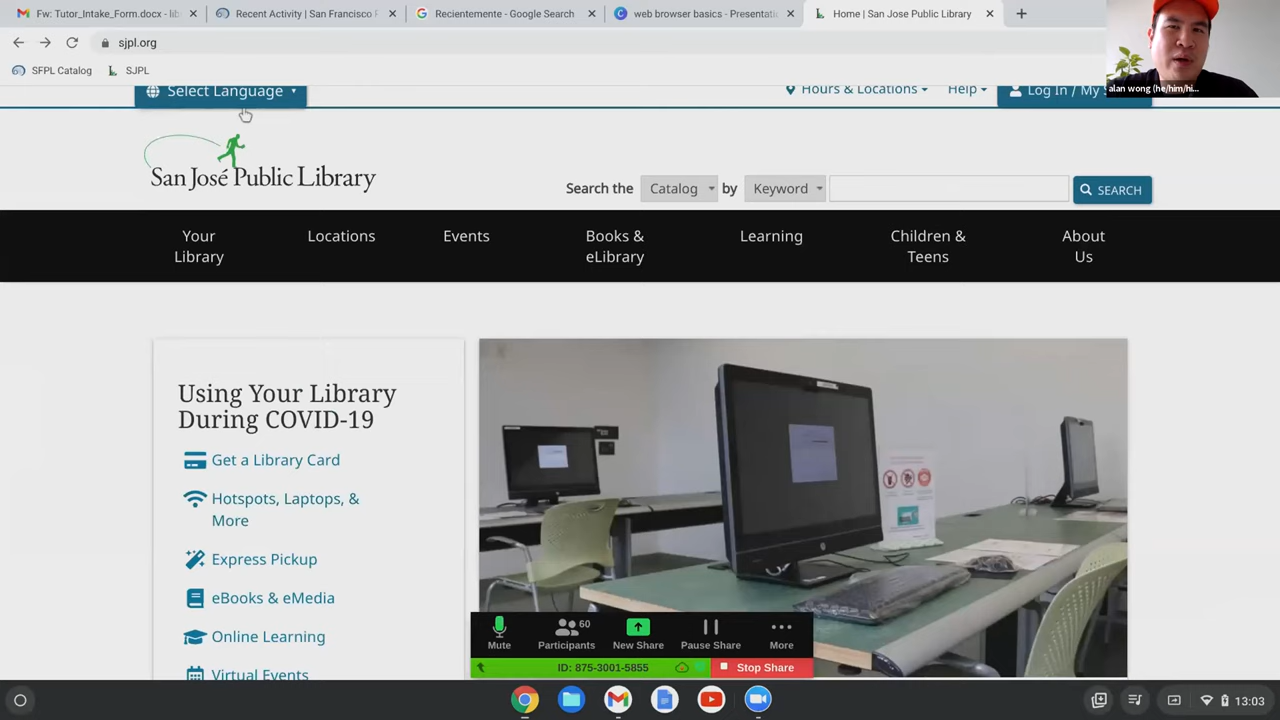 Fw: Tutor_Intake_Form.docx - lib
Recent Activity | San Francisco P
Recientemente - Google Search
web browser basics - Presentati
Home | San Jose Public Library
sjpl.org
SFPL Catalog
SJPL
alan wong (he/him/hi...
Select Language
Hours & Locations
Help
Log In / My
San José Public Library
Search the
Catalog
by
Keyword
SEARCH
Your
Library
Locations
Events
Books &
eLibrary
Learning
Children &
Teens
About
Us
Using Your Library
During COVID-19
Get a Library Card
Hotspots, Laptops, &
More
Express Pickup
eBooks & eMedia
Online Learning
Virtual Events
Mute
Participants
60
New Share
Pause Share
More
ID: 875-3001-5855
Stop Share
13:03